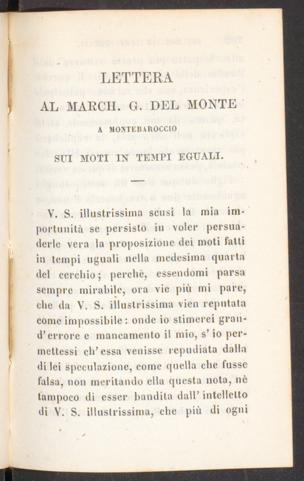 LETTERA
AL MARCH. G. DEL MONTE
A MONTEBAROCCIO
SUI MOTI IN TEMPI EGUALI.
V. S. illustrissima scusi la mia im-
portunità se persisto in voler persua-
derle vera la proposizione dei moti fatti
in tempi uguali nella medesima quarta
del cerchio; perchè, essendomi parsa
sempre mirabile, ora vie più mi pare,
che da V. S. illustrissima vien reputata
come impossibile: onde io stimerei gran-
d'errore e mancamento il mio, s'io per-
mettessi ch'essa venisse repudiata dalla
di lei speculazione, come quella che fusse
falsa, non meritando ella questa nota, nè
tampoco di esser bandita dall'intelletto
di V. S. illustrissima, che più di ogni